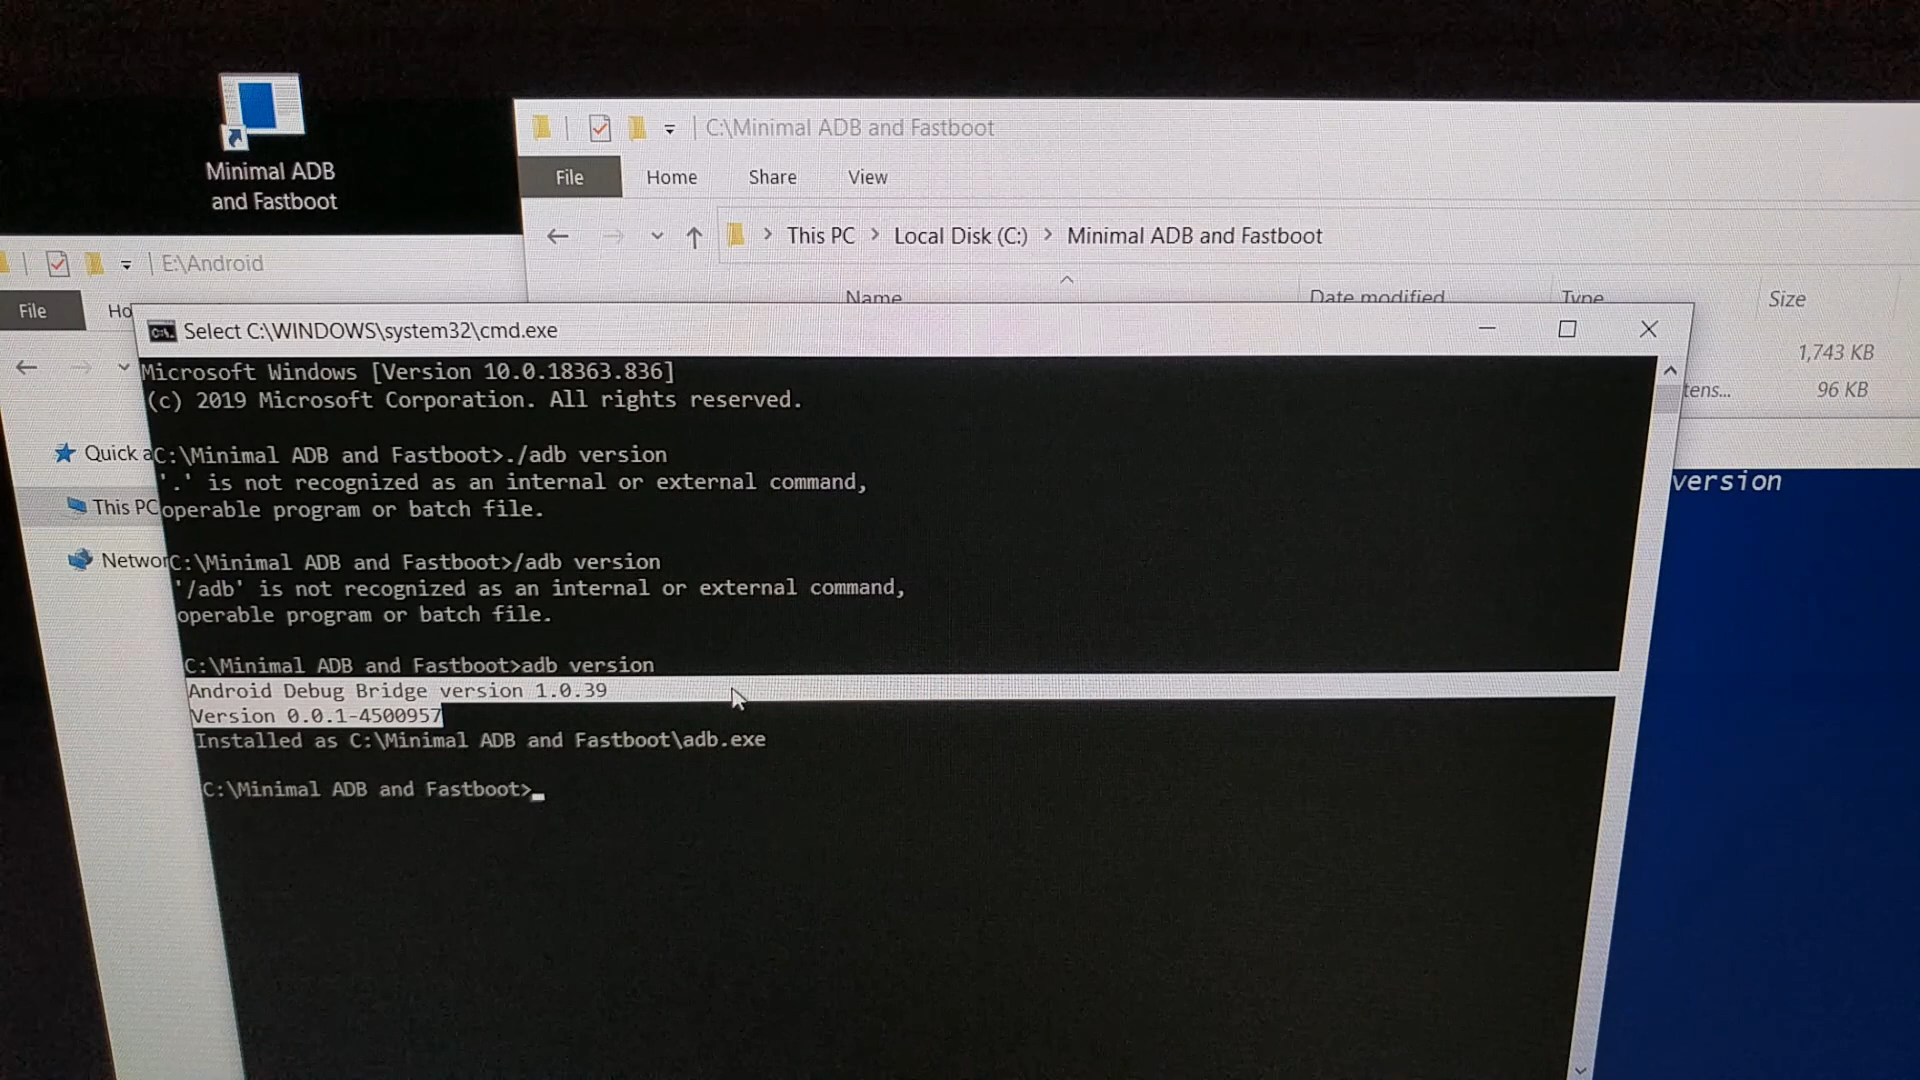 Minimal ADB
and Fastboot
C:\Minimal ADB and Fastboot
File Home Share View
This PC > Local Disk (C:) > Minimal ADB and Fastboot
Name Date modified Type Size
1,743 KB
96 KB
E:\Android
File
Quick
This PC
Networ
Select C:\WINDOWS\system32\cmd.exe
Microsoft Windows [Version 10.0.18363.836]
(c) 2019 Microsoft Corporation. All rights reserved.
C:\Minimal ADB and Fastboot>./adb version
'.' is not recognized as an internal or external command,
operable program or batch file.
C:\Minimal ADB and Fastboot>/adb version
'/adb' is not recognized as an internal or external command,
operable program or batch file.
C:\Minimal ADB and Fastboot>adb version
Android Debug Bridge version 1.0.39
Version 0.0.1-4500957
Installed as C:\Minimal ADB and Fastboot\adb.exe
C:\Minimal ADB and Fastboot>_
version